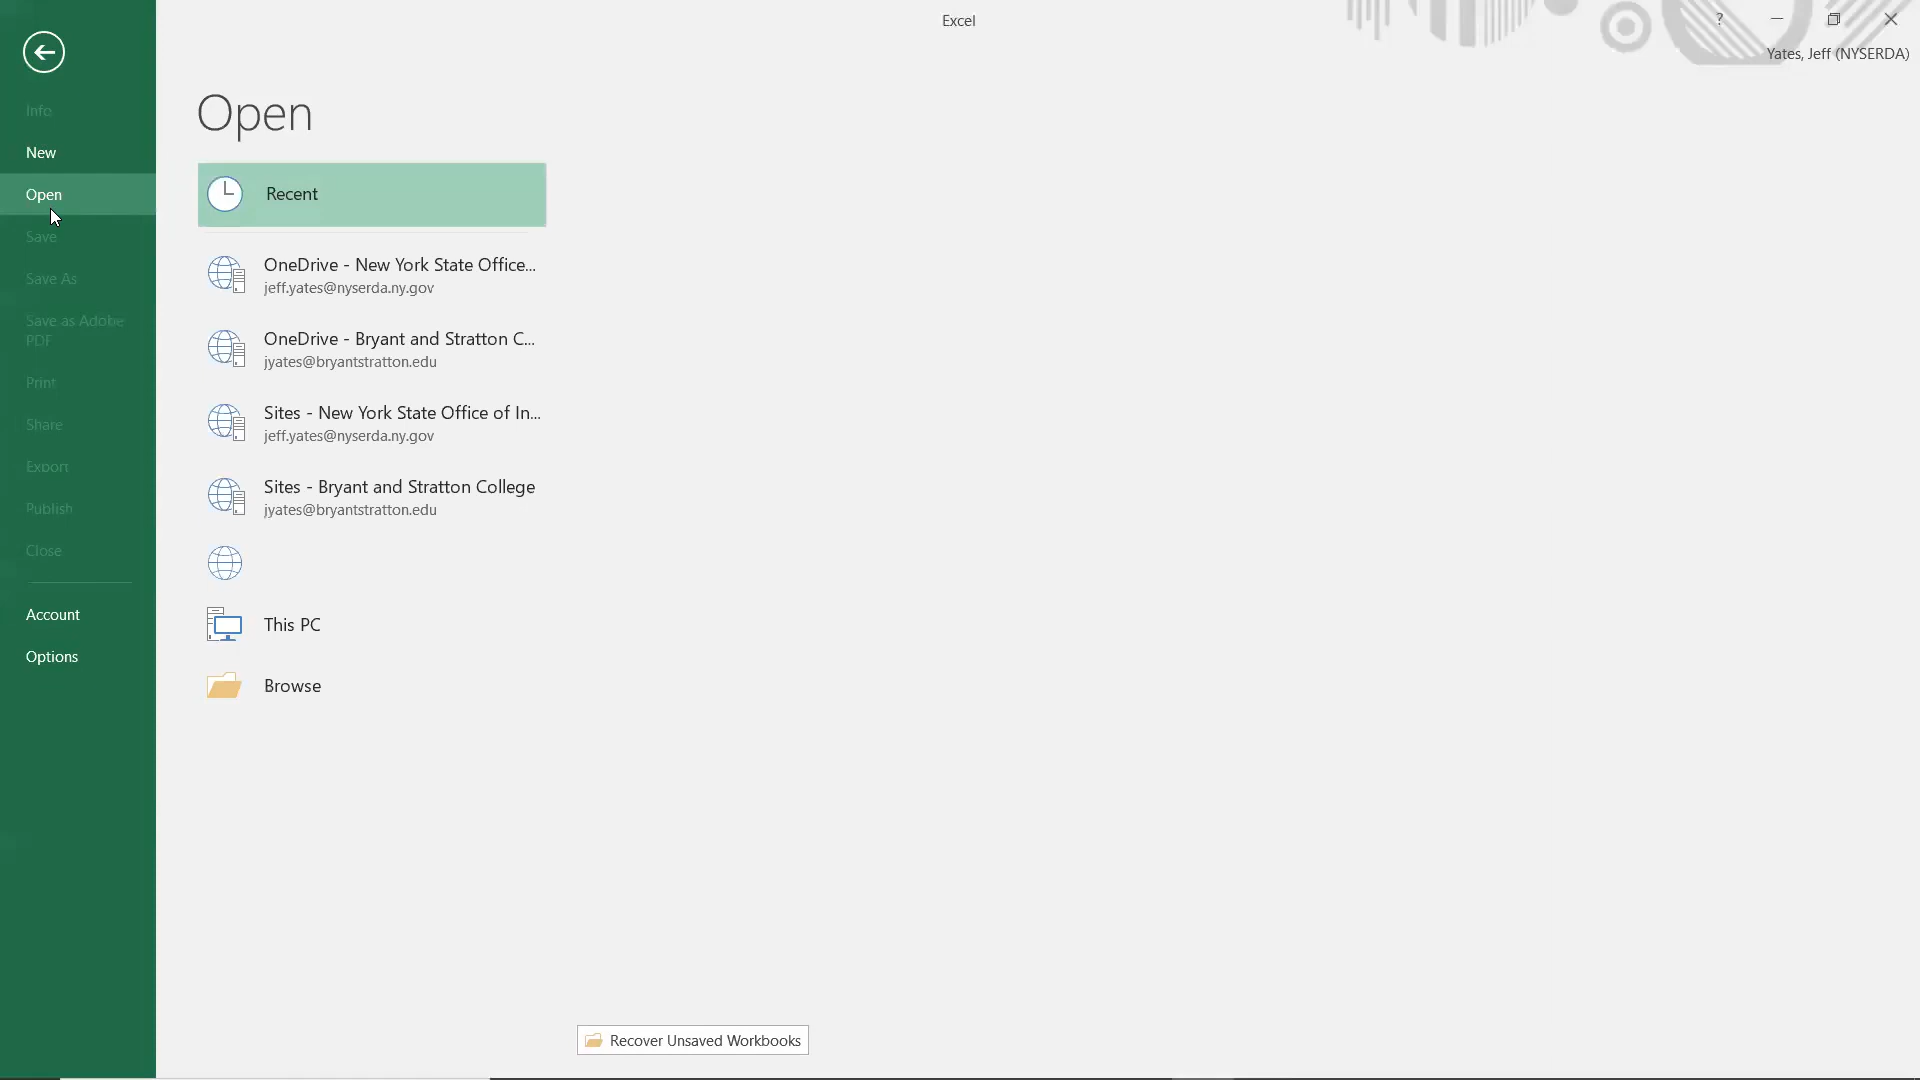 Excel
?
Yates, Jeff (NYSERDA)
Info
New
Open
Save
Save As
Save as Adobe
PDF
Print
Share
Export
Publish
Close
Account
Options
Open
Recent
OneDrive - New York State Office...
jeff.yates@nyserda.ny.gov
OneDrive - Bryant and Stratton C...
jyates@bryantstratton.edu
Sites - New York State Office of In...
jeff.yates@nyserda.ny.gov
Sites - Bryant and Stratton College
jyates@bryantstratton.edu
This PC
Browse
Recover Unsaved Workbooks